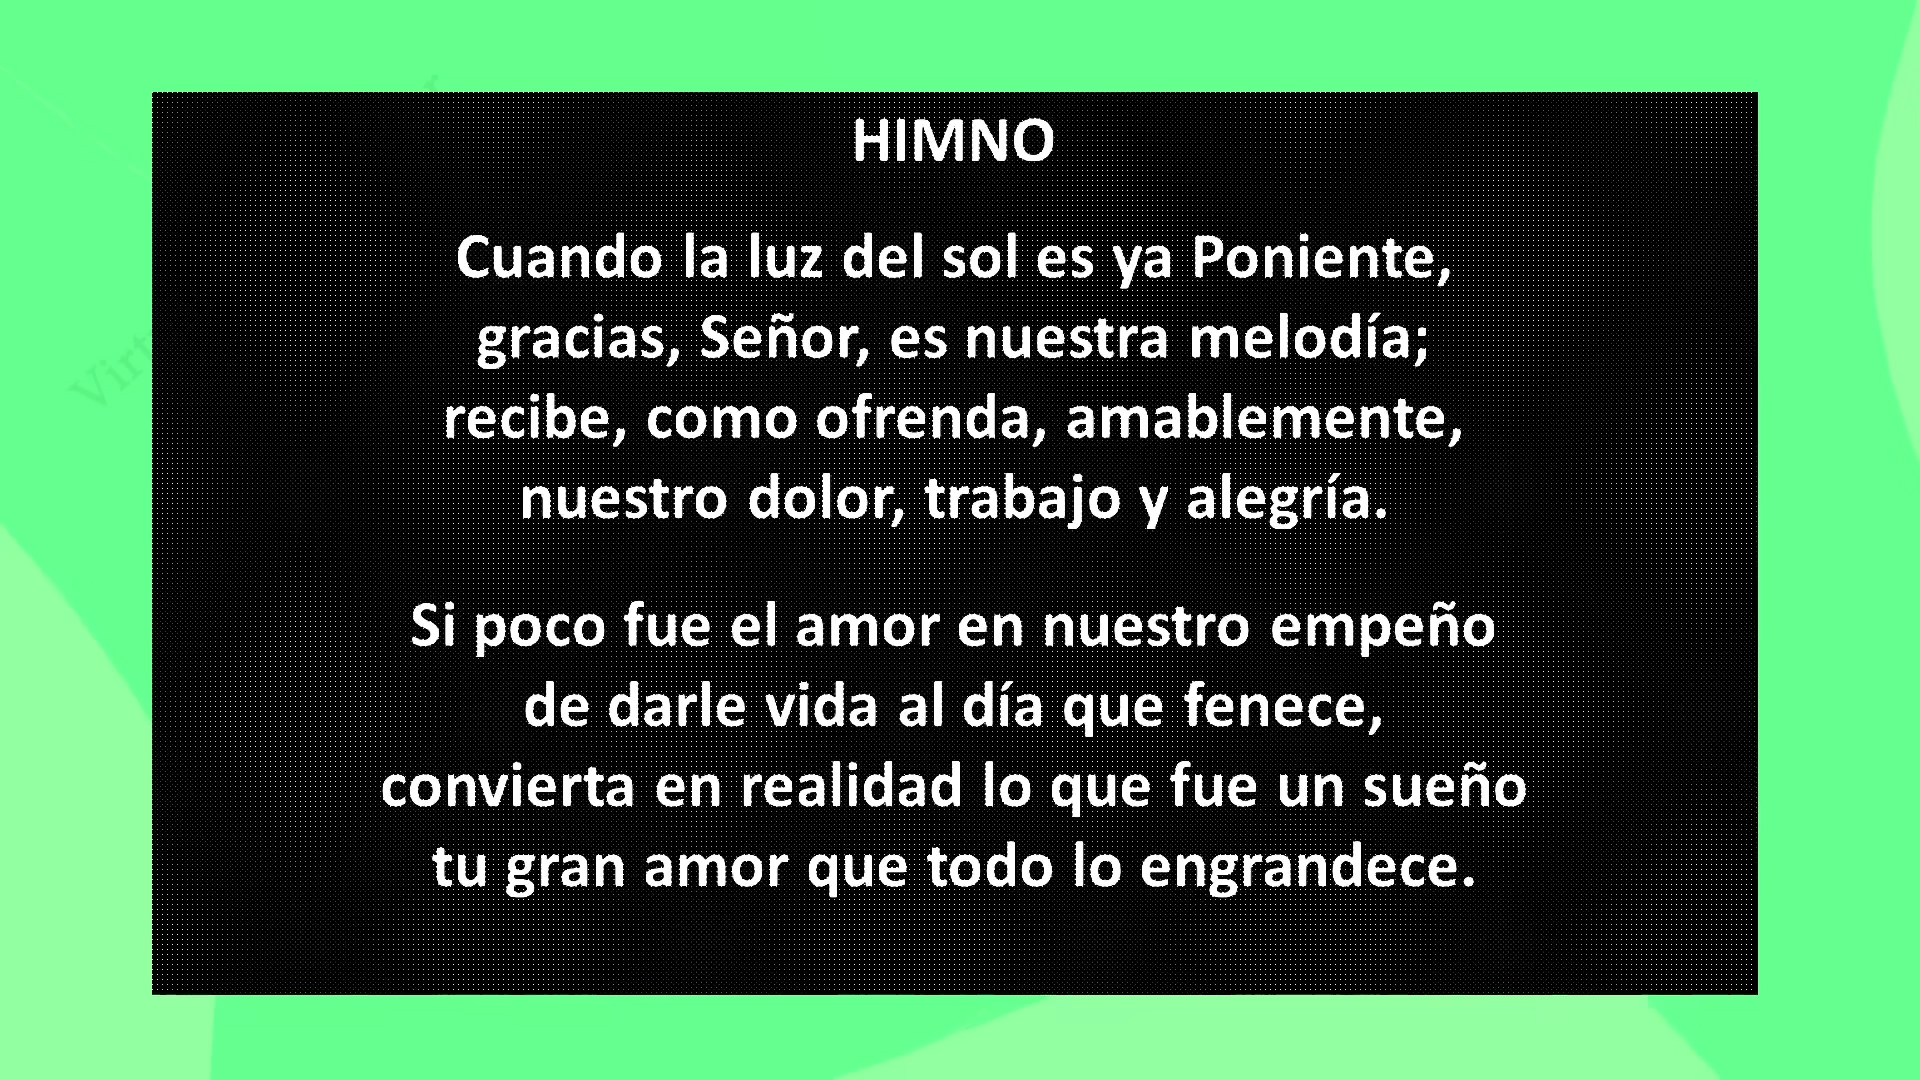 HIMNO
Cuando la luz del sol es ya Poniente,
gracias, Señor, es nuestra melodía;
recibe, como ofrenda, amablemente,
nuestro dolor, trabajo y alegría.
Si poco fue el amor en nuestro empeño
de darle vida al día que fenece,
convierta en realidad lo que fue un sueño
tu gran amor que todo lo engrandece.